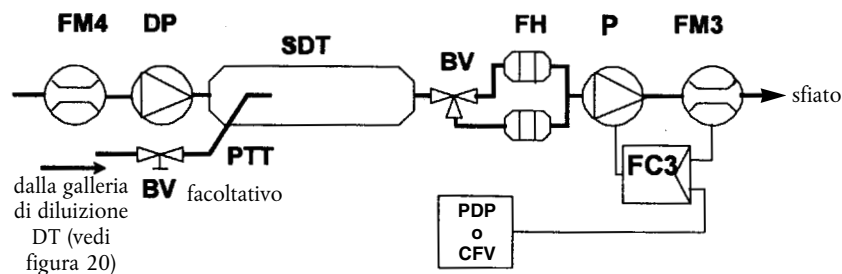 FM4
DP
SDT
BV
FH
P
FM3
sfiato
PTT
FC3
dalla galleria
di diluizione
DT (vedi
figura 20)
BV
facoltativo
PDP
o
CFV